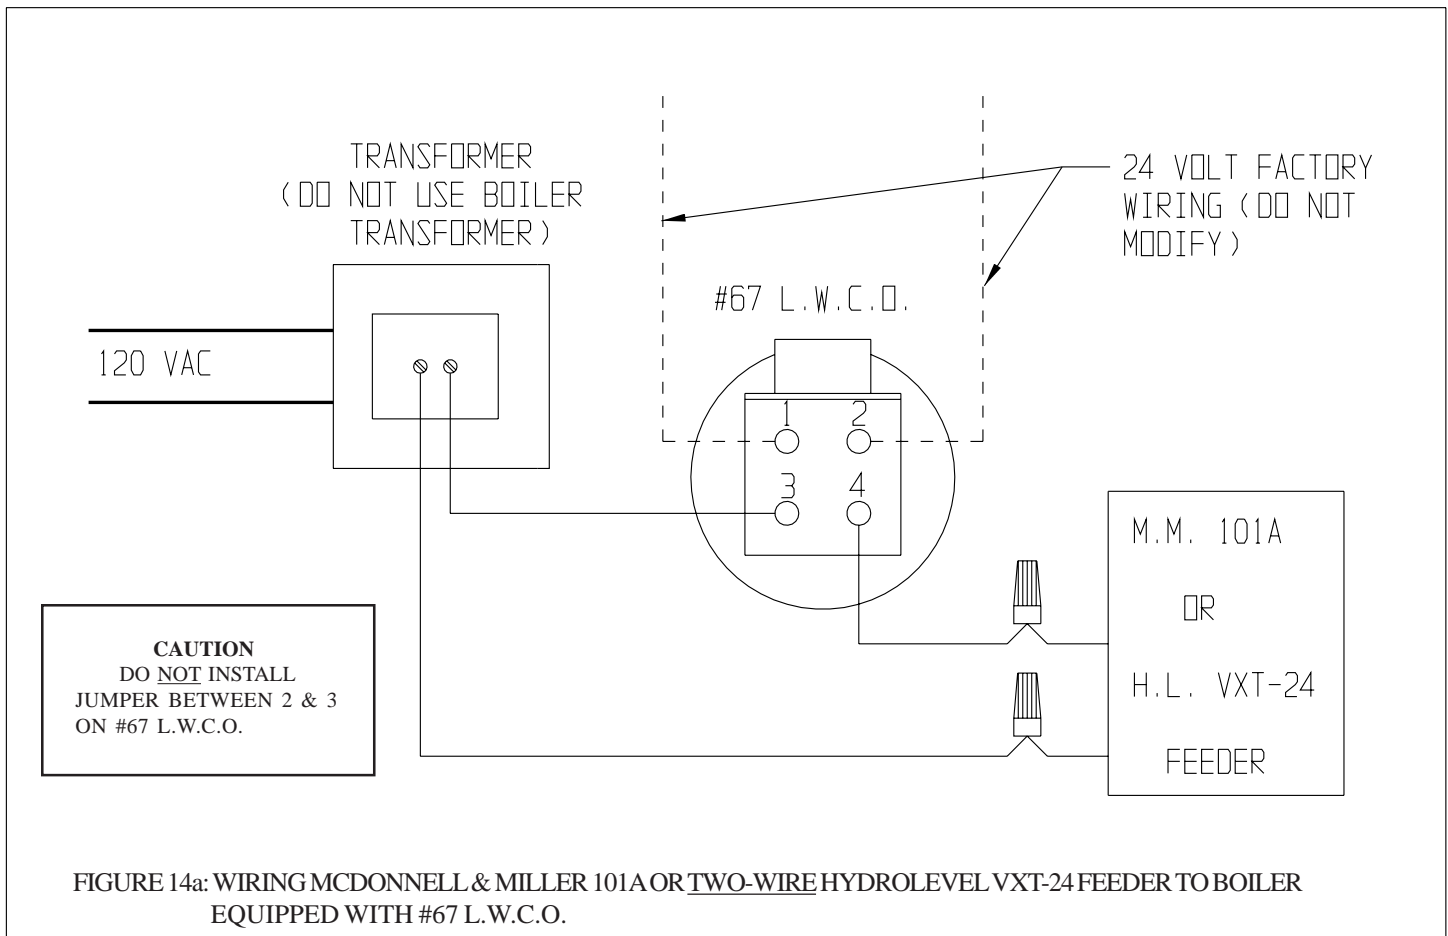 TRANSFORMER
(DO NOT USE BOILER
TRANSFORMER)
24 VOLT FACTORY
WIRING (DO NOT
MODIFY)
#67 L.W.C.O.
120 VAC
1 2
3 4
M.M. 101A
OR
H.L. VXT-24
FEEDER
CAUTION
DO NOT INSTALL
JUMPER BETWEEN 2 & 3
ON #67 L.W.C.O.
FIGURE 14a: WIRING MCDONNELL & MILLER 101A OR TWO-WIRE HYDROLEVEL VXT-24 FEEDER TO BOILER
EQUIPPED WITH #67 L.W.C.O.